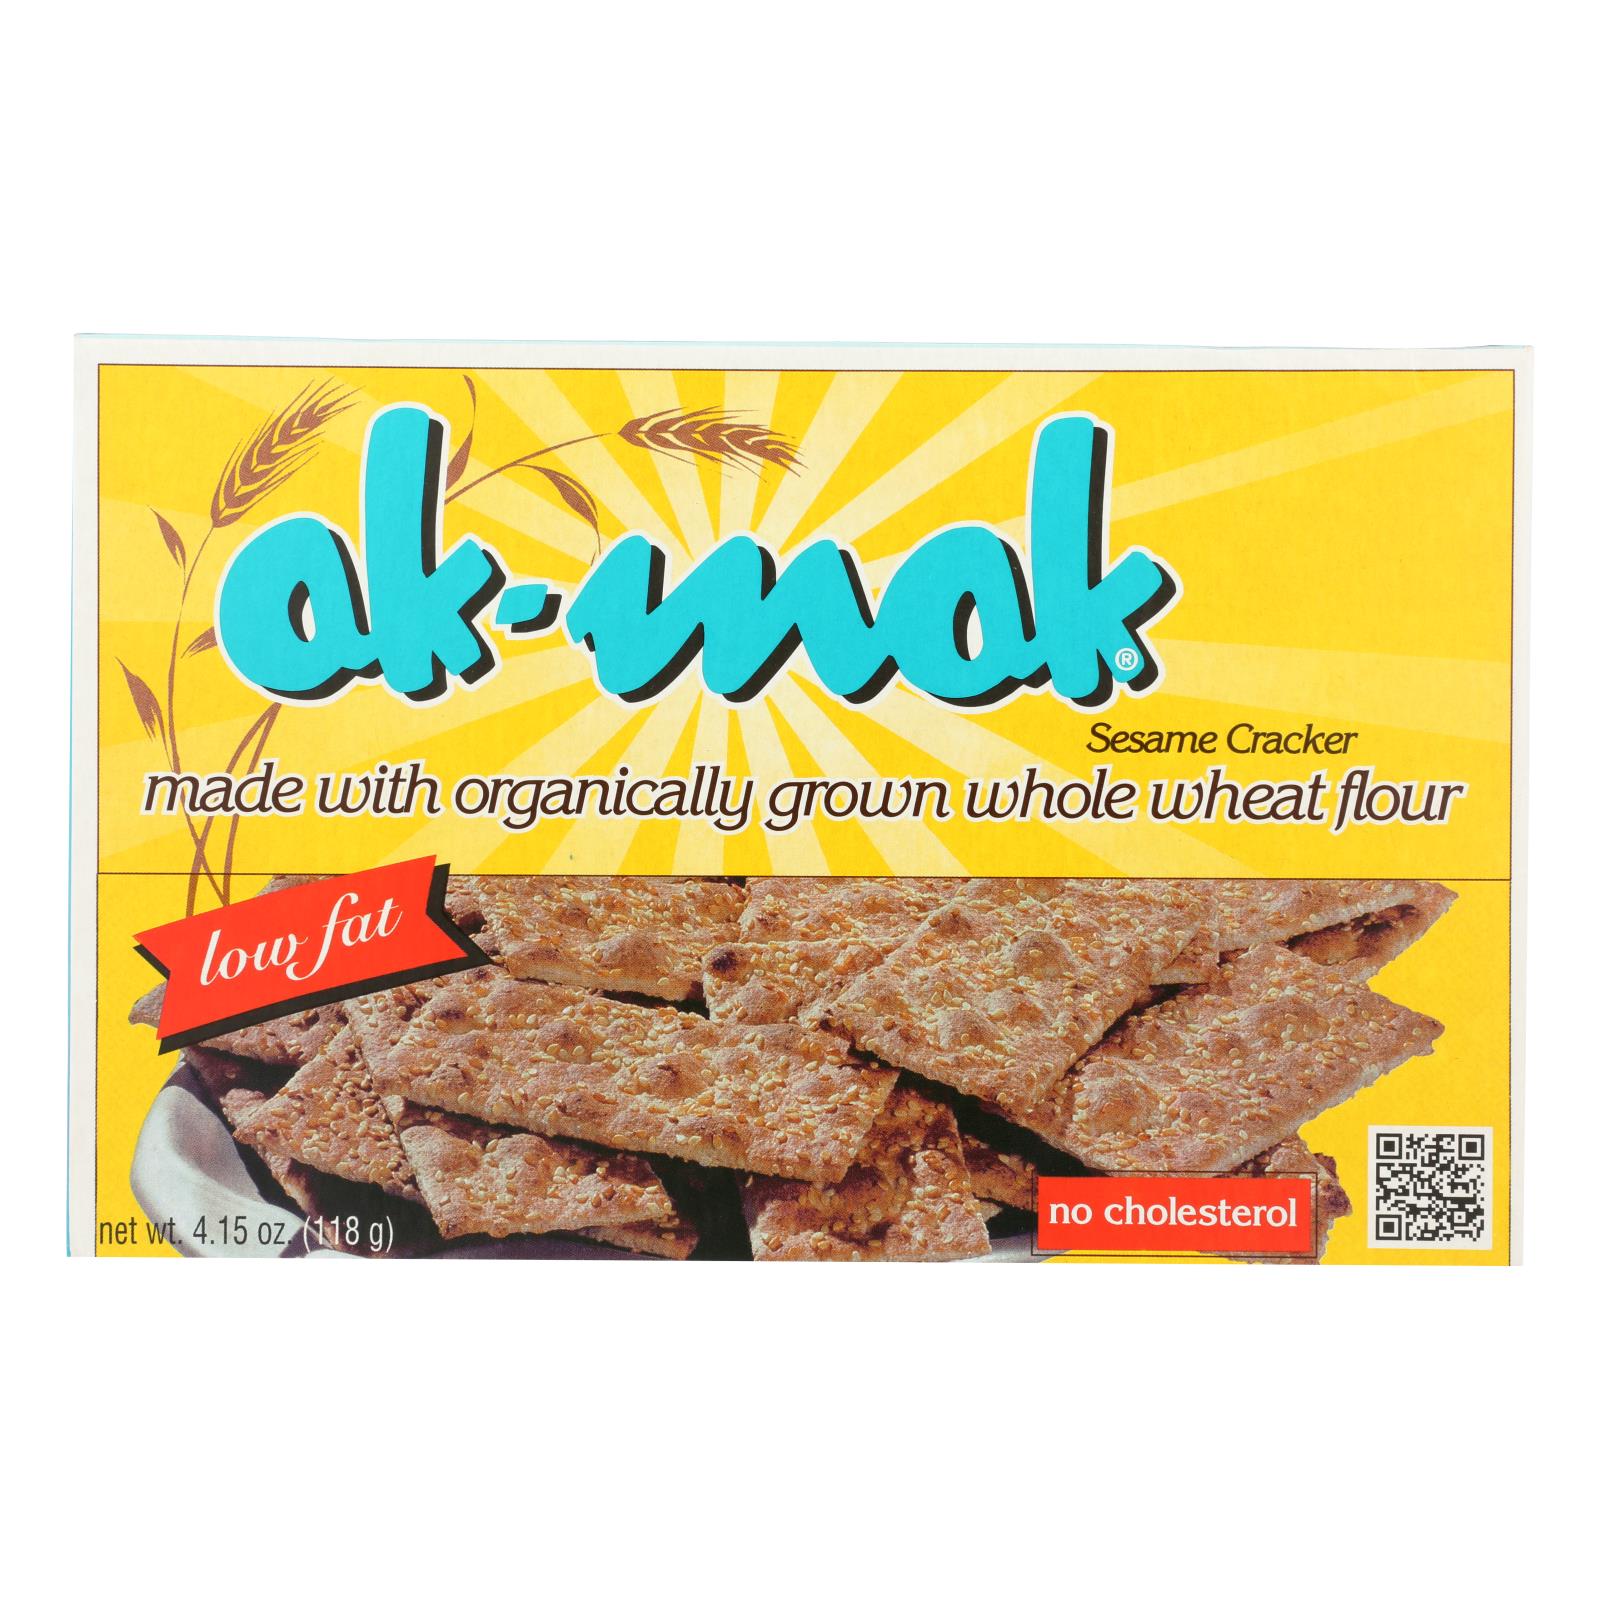 ak-mak®
Sesame Cracker
made with organically grown whole wheat flour
low fat
no cholesterol
net wt. 4.15 oz. (118 g)